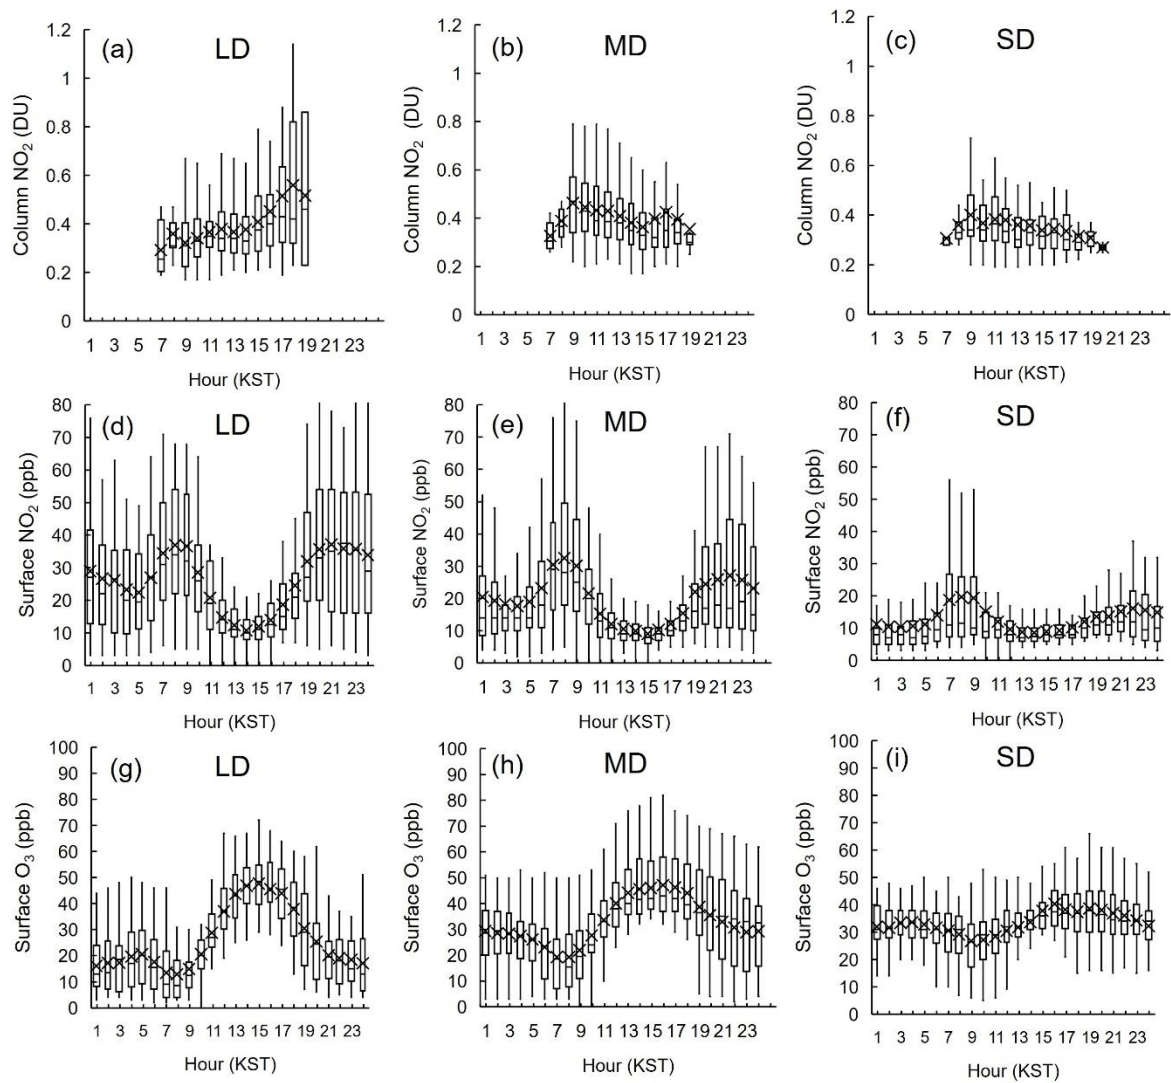 (a) LD
Column NO₂ (DU)
1.2
1
0.8
0.6
0.4
0.2
0
1 3 5 7 9 11 13 15 17 19 21 23
Hour (KST)
(b) MD
Column NO₂ (DU)
1.2
1
0.8
0.6
0.4
0.2
0
1 3 5 7 9 11 13 15 17 19 21 23
Hour (KST)
(c) SD
Column NO₂ (DU)
1.2
1
0.8
0.6
0.4
0.2
0
1 3 5 7 9 11 13 15 17 19 21 23
Hour (KST)
(d) LD
Surface NO₂ (ppb)
80
70
60
50
40
30
20
10
0
1 3 5 7 9 11 13 15 17 19 21 23
Hour (KST)
(e) MD
Surface NO₂ (ppb)
80
70
60
50
40
30
20
10
0
1 3 5 7 9 11 13 15 17 19 21 23
Hour (KST)
(f) SD
Surface NO₂ (ppb)
80
70
60
50
40
30
20
10
0
1 3 5 7 9 11 13 15 17 19 21 23
Hour (KST)
(g) LD
Surface O₃ (ppb)
100
90
80
70
60
50
40
30
20
10
0
1 3 5 7 9 11 13 15 17 19 21 23
Hour (KST)
(h) MD
Surface O₃ (ppb)
100
90
80
70
60
50
40
30
20
10
0
1 3 5 7 9 11 13 15 17 19 21 23
Hour (KST)
(i) SD
Surface O₃ (ppb)
100
90
80
70
60
50
40
30
20
10
0
1 3 5 7 9 11 13 15 17 19 21 23
Hour (KST)